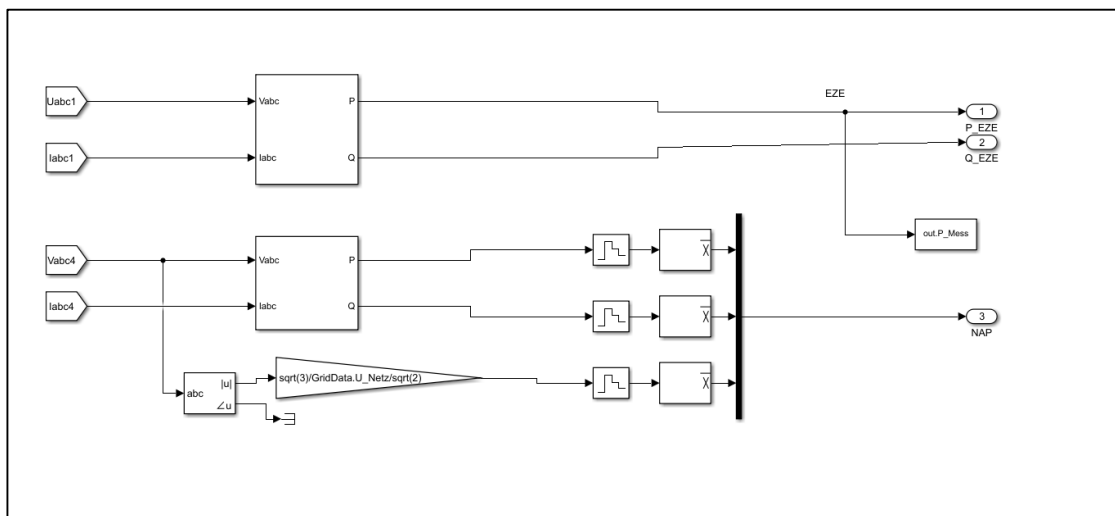 EZE
Uabc1
Vabc
P
1
P_EZE
Iabc1
Iabc
Q
2
Q_EZE
out.P_Mess
Vabc4
Vabc
P
x
Iabc4
Iabc
Q
x
3
NAP
abc
|u|
∠u
sqrt(3)/GridData.U_Netz/sqrt(2)
x